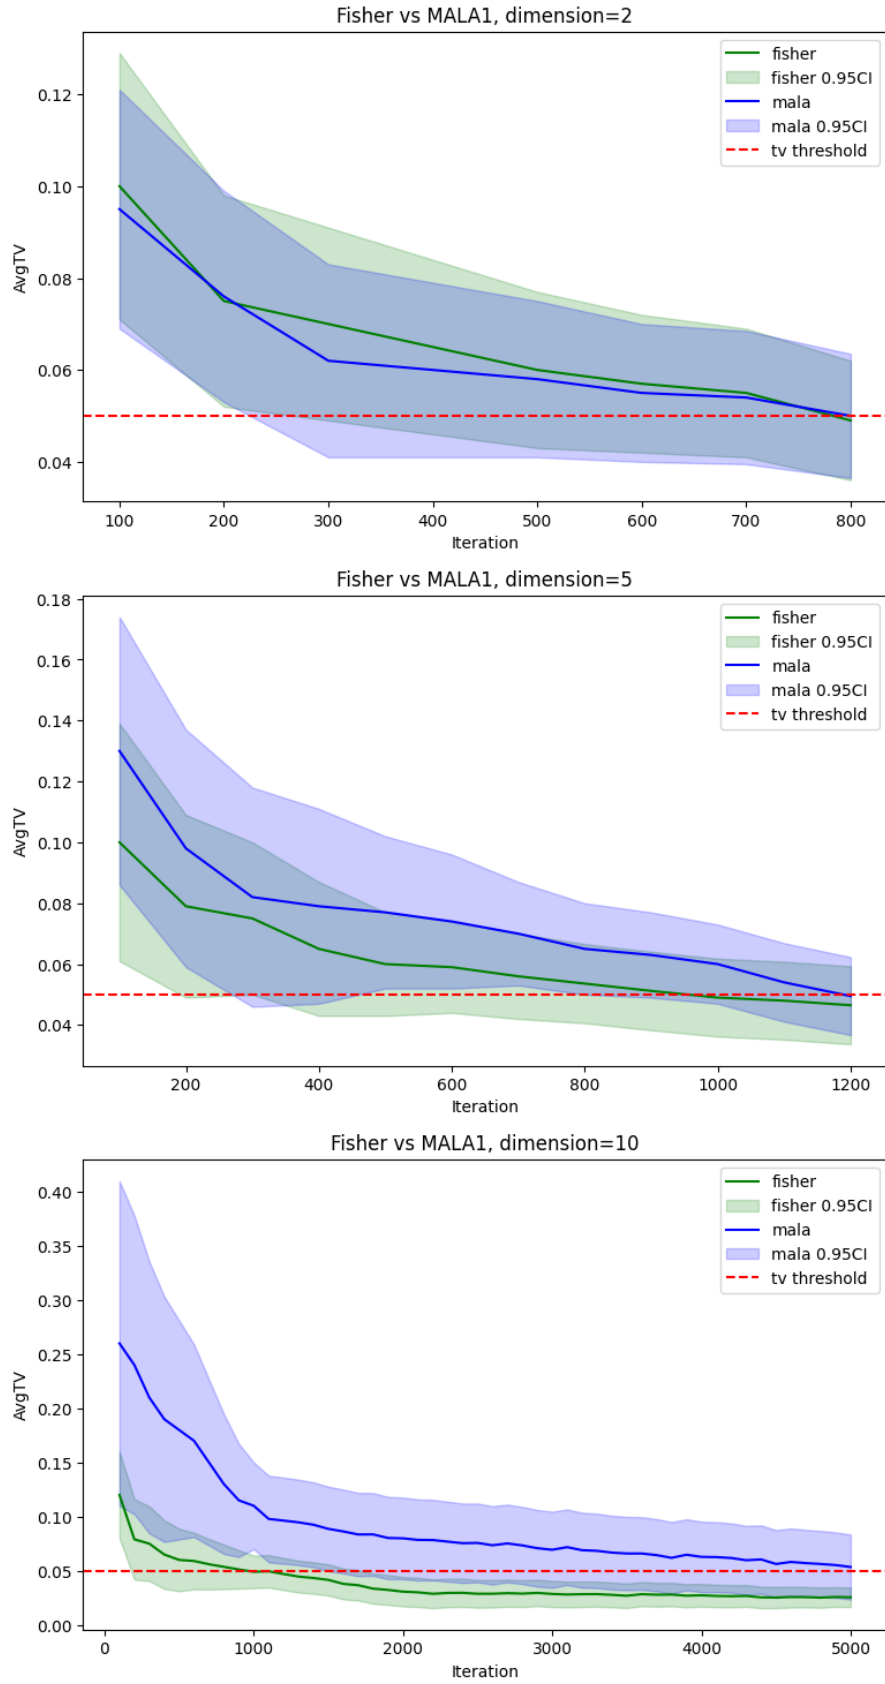 Fisher vs MALA1, dimension=2
fisher
fisher 0.95CI
mala
mala 0.95CI
tv threshold
AvgTV
0.12
0.10
0.08
0.06
0.04
100 200 300 400 500 600 700 800
Iteration
Fisher vs MALA1, dimension=5
fisher
fisher 0.95CI
mala
mala 0.95CI
tv threshold
AvgTV
0.18
0.16
0.14
0.12
0.10
0.08
0.06
0.04
200 400 600 800 1000 1200
Iteration
Fisher vs MALA1, dimension=10
fisher
fisher 0.95CI
mala
mala 0.95CI
tv threshold
AvgTV
0.40
0.35
0.30
0.25
0.20
0.15
0.10
0.05
0.00
0 1000 2000 3000 4000 5000
Iteration